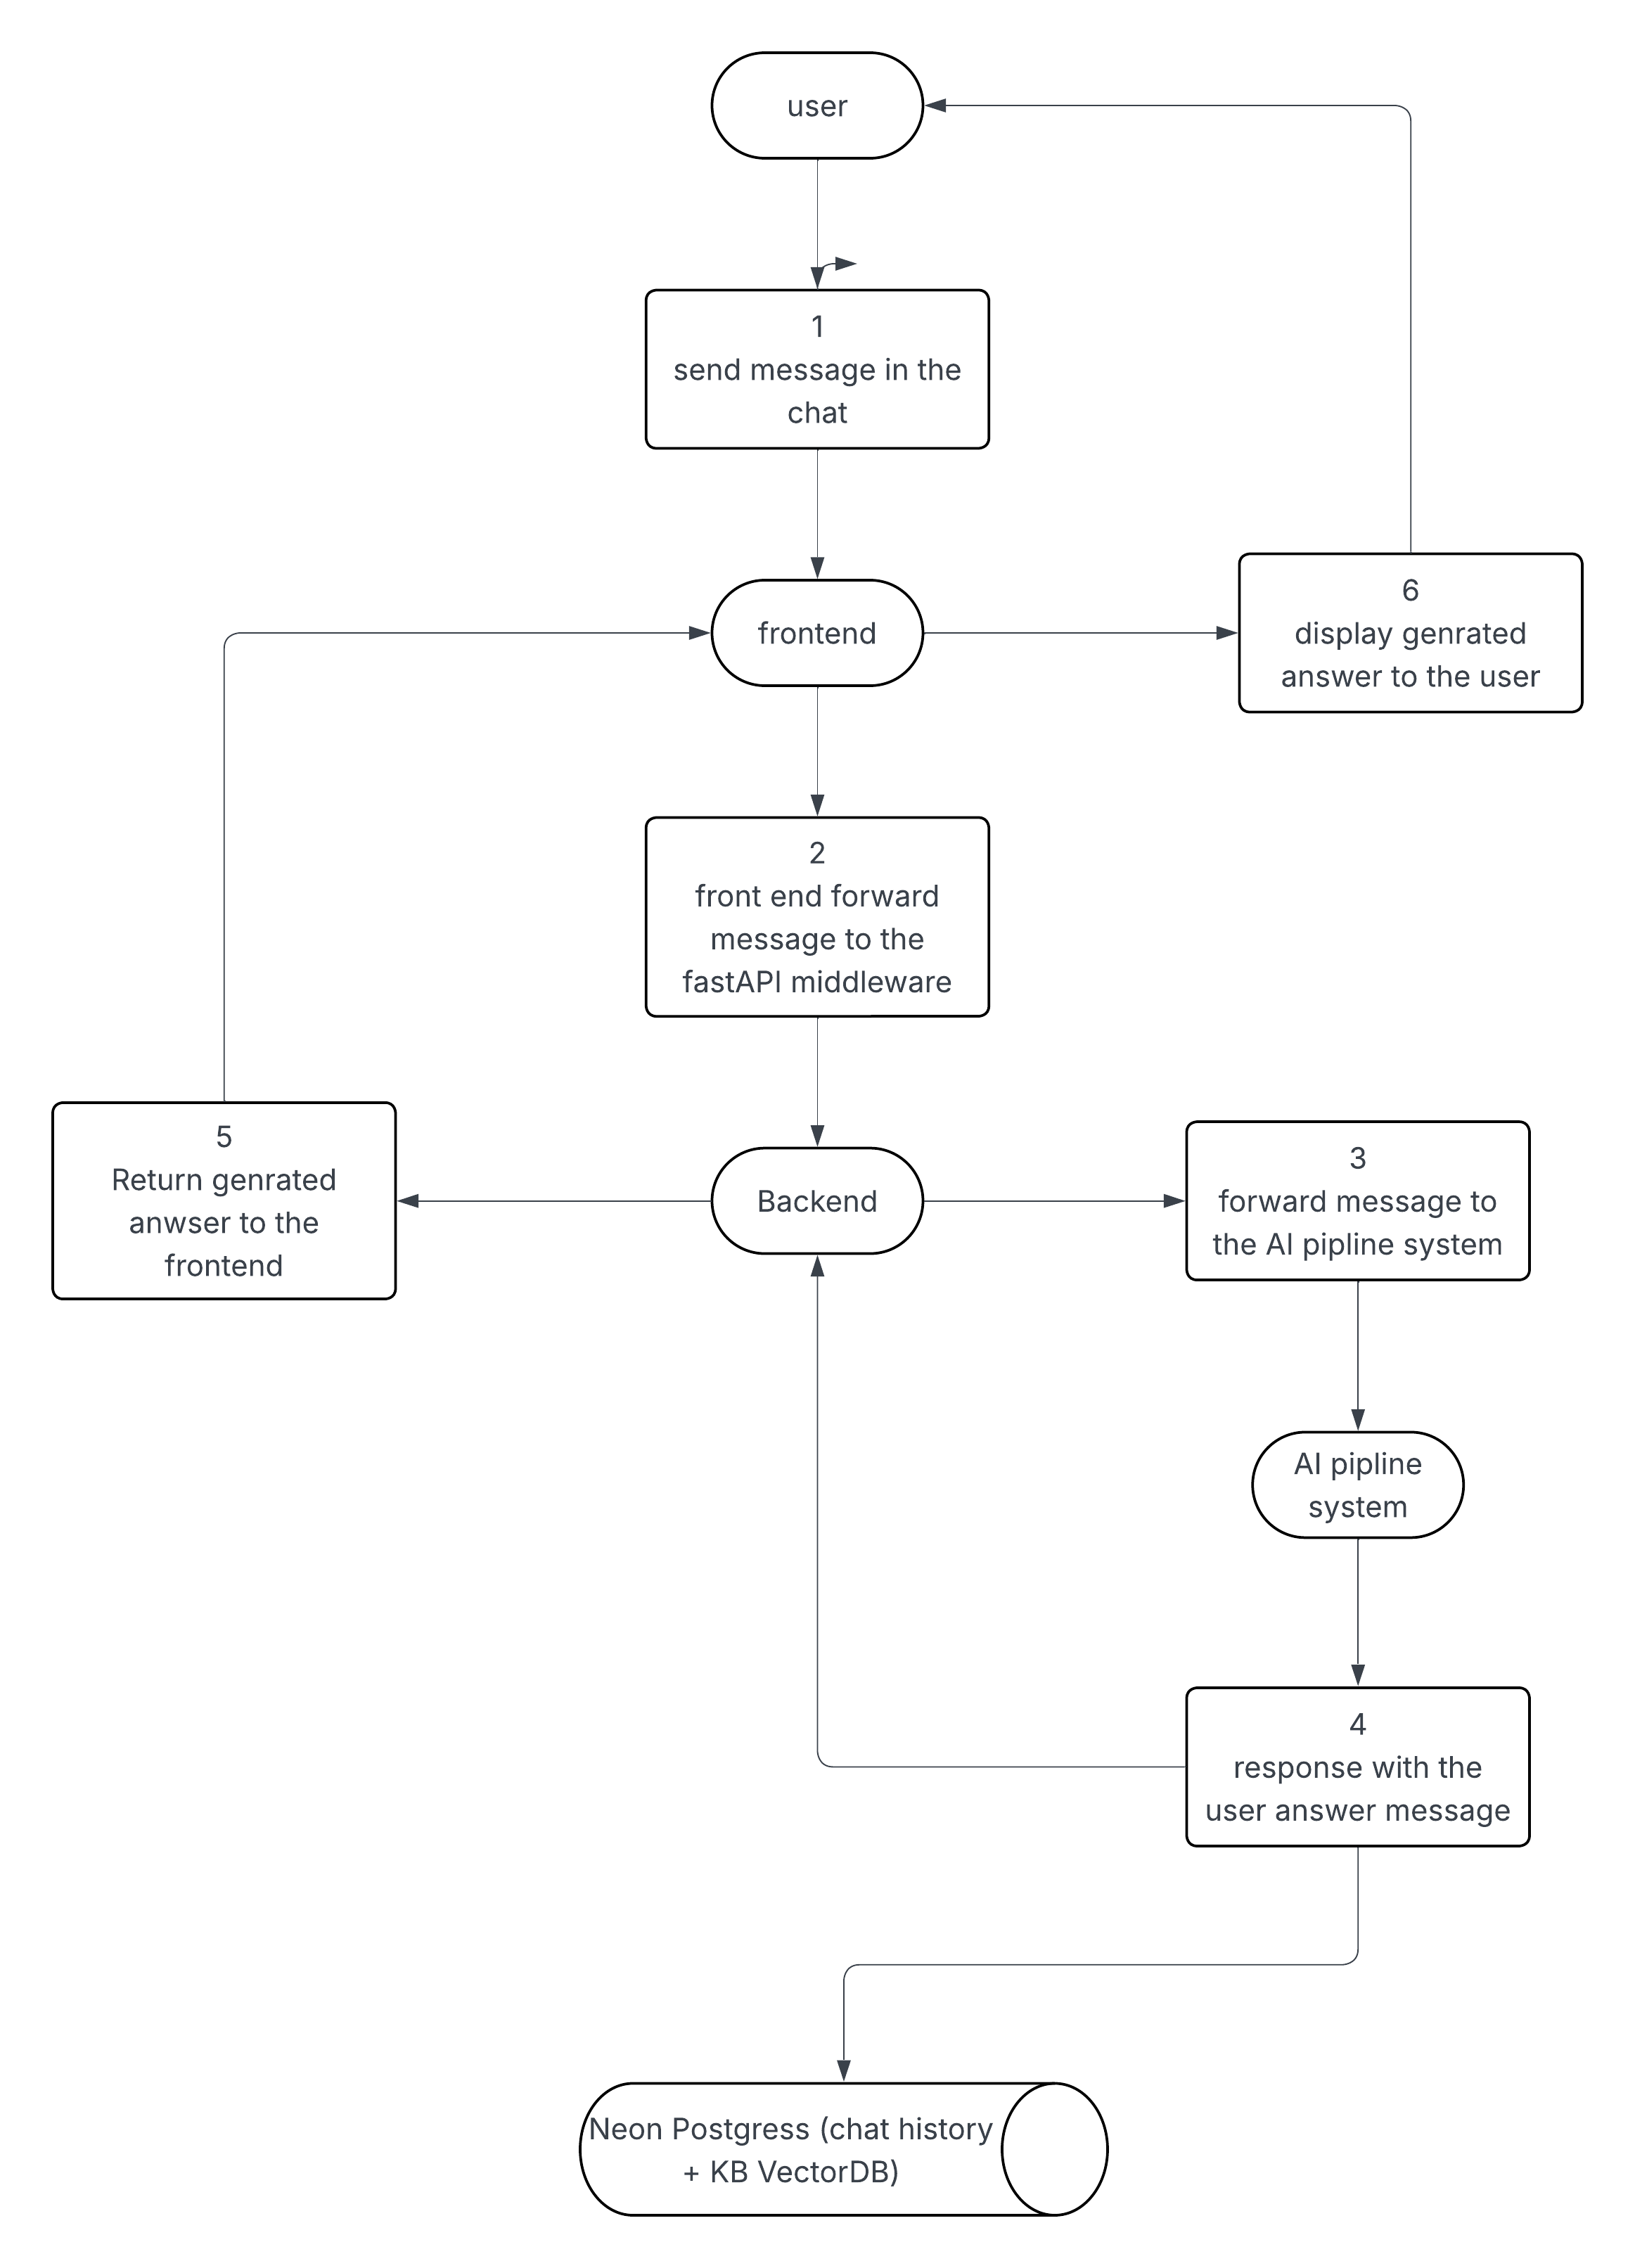 user
1
send message in the
chat
frontend
6
display genrated
answer to the user
2
front end forward
message to the
fastAPI middleware
5
Return genrated
anwser to the
frontend
Backend
3
forward message to
the AI pipline system
AI pipline
system
4
response with the
user answer message
Neon Postgress (chat history
+ KB VectorDB)